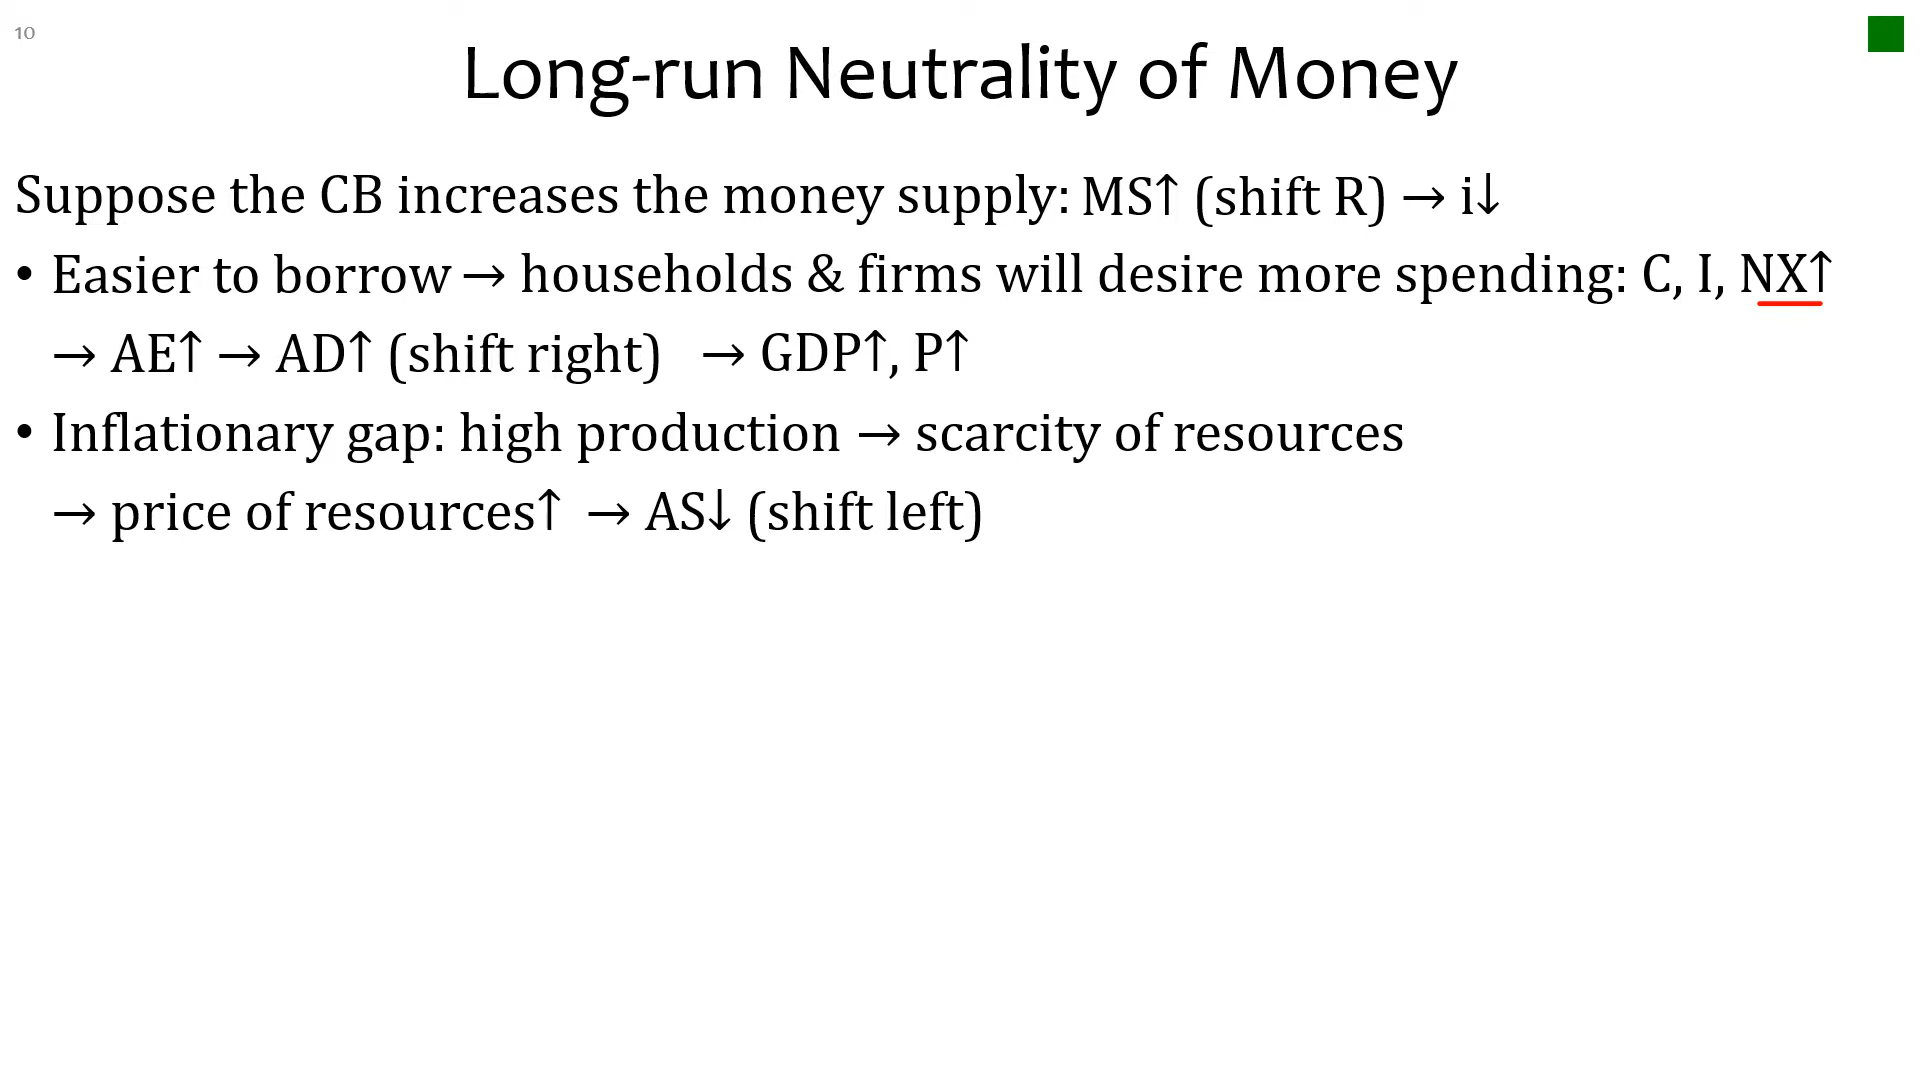 10
Long-run Neutrality of Money
Suppose the CB increases the money supply: MS↑ (shift R) → i↓
• Easier to borrow → households & firms will desire more spending: C, I, NX↑
→ AE↑ → AD↑ (shift right) → GDP↑, P↑
• Inflationary gap: high production → scarcity of resources
→ price of resources↑ → AS↓ (shift left)